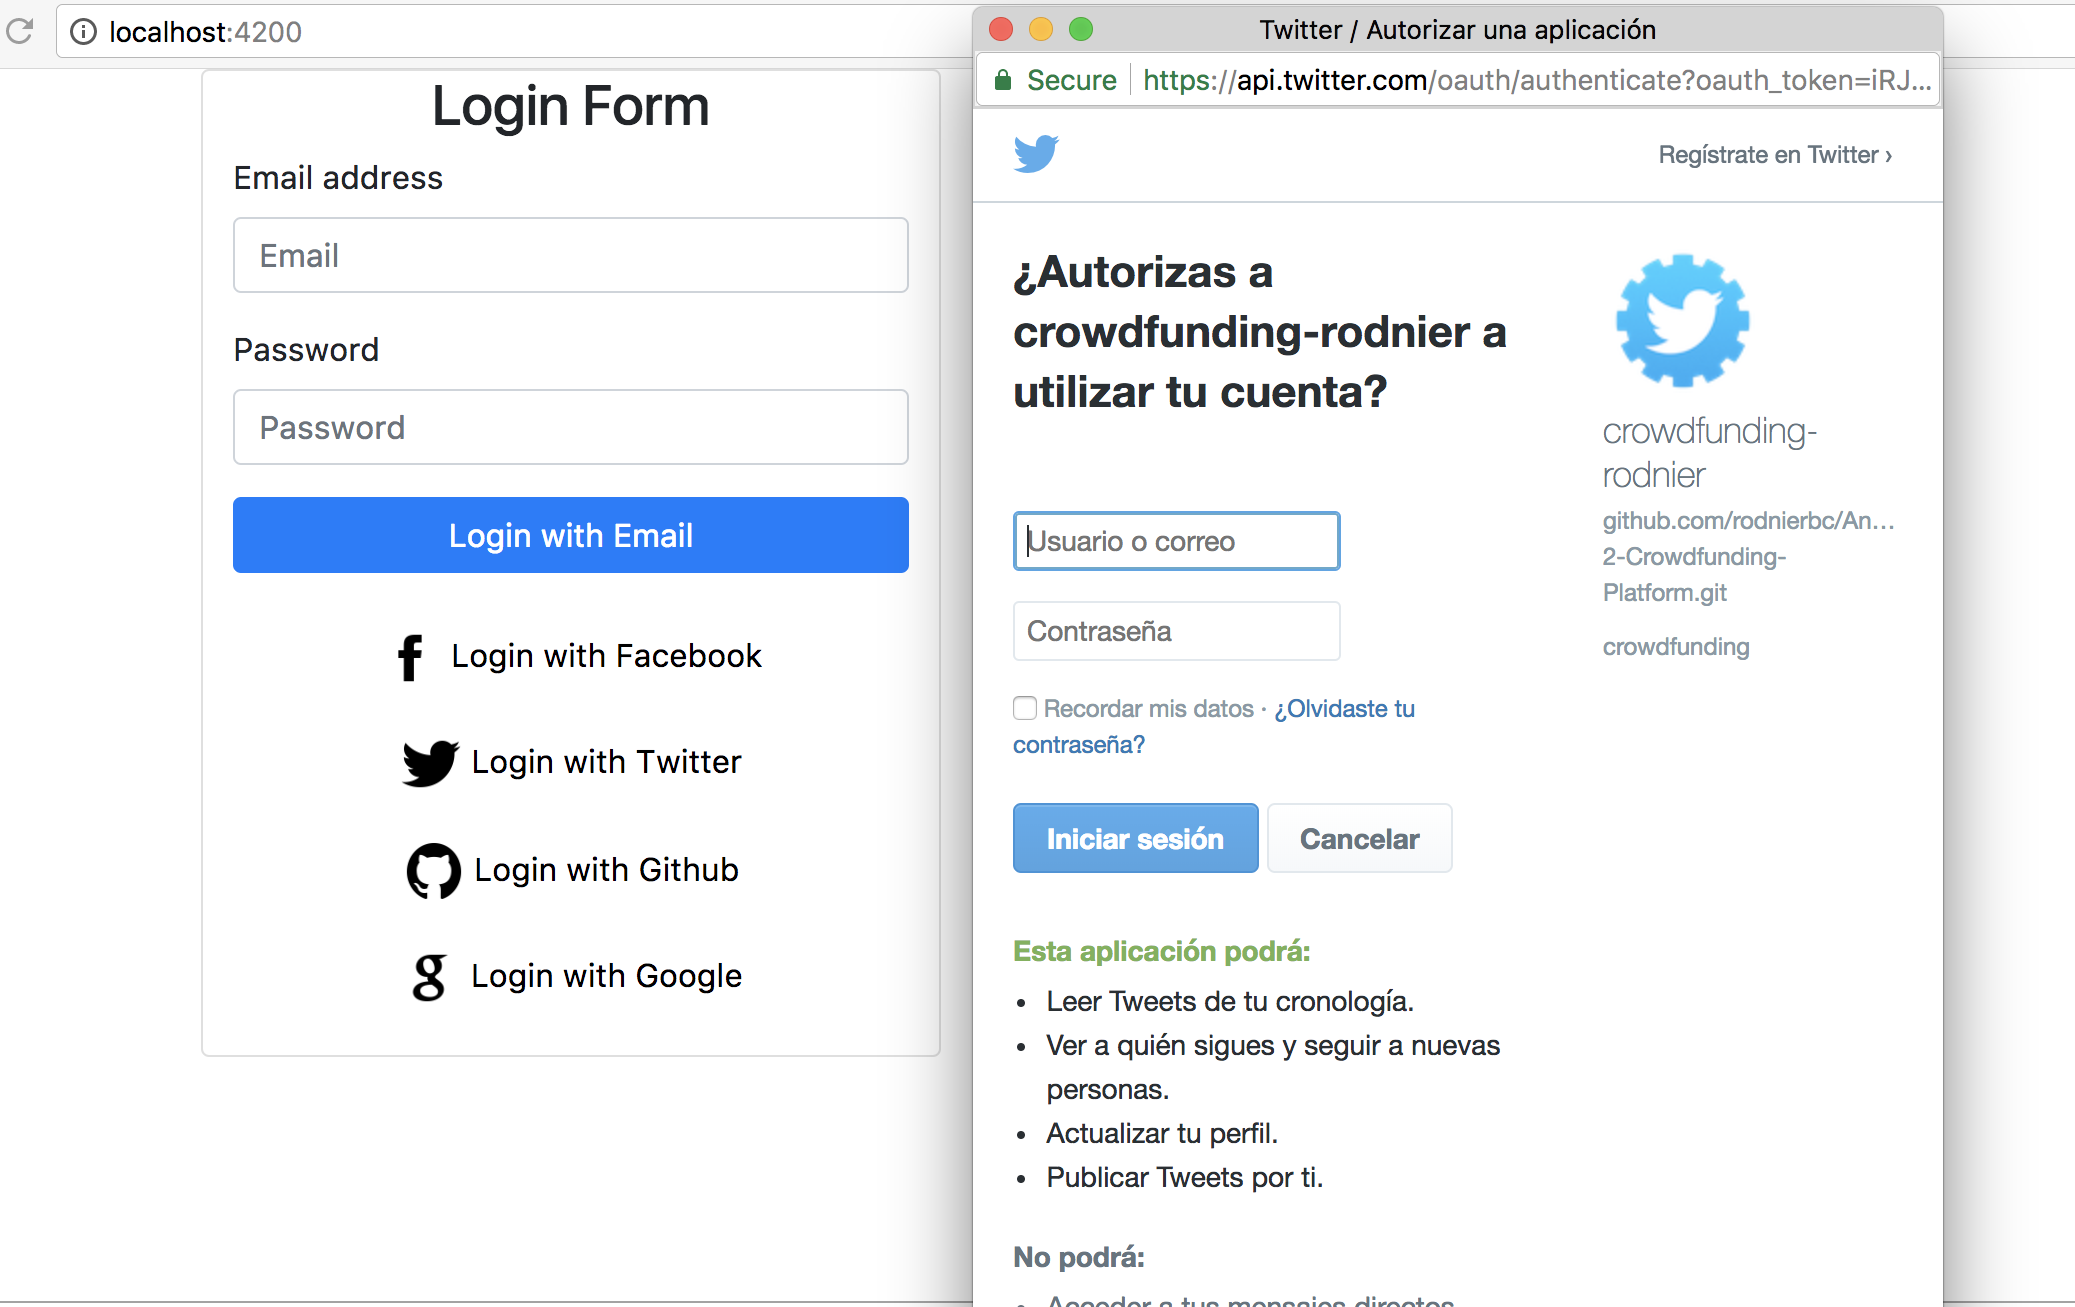 localhost:4200
Login Form
Email address
Email
Password
Password
Login with Email
Login with Facebook
Login with Twitter
Login with Github
Login with Google
Twitter / Autorizar una aplicación
Secure https://api.twitter.com/oauth/authenticate?oauth_token=iRJ...
Regístrate en Twitter ›
¿Autorizas a
crowdfunding-rodnier a
utilizar tu cuenta?
Usuario o correo
Contraseña
Recordar mis datos · ¿Olvidaste tu
contraseña?
Iniciar sesión
Cancelar
Esta aplicación podrá:
• Leer Tweets de tu cronología.
• Ver a quién sigues y seguir a nuevas
personas.
• Actualizar tu perfil.
• Publicar Tweets por ti.
No podrá:
• Acceder a tus mensajes directos
crowdfunding-
rodnier
github.com/rodnierbc/An...
2-Crowdfunding-
Platform.git
crowdfunding